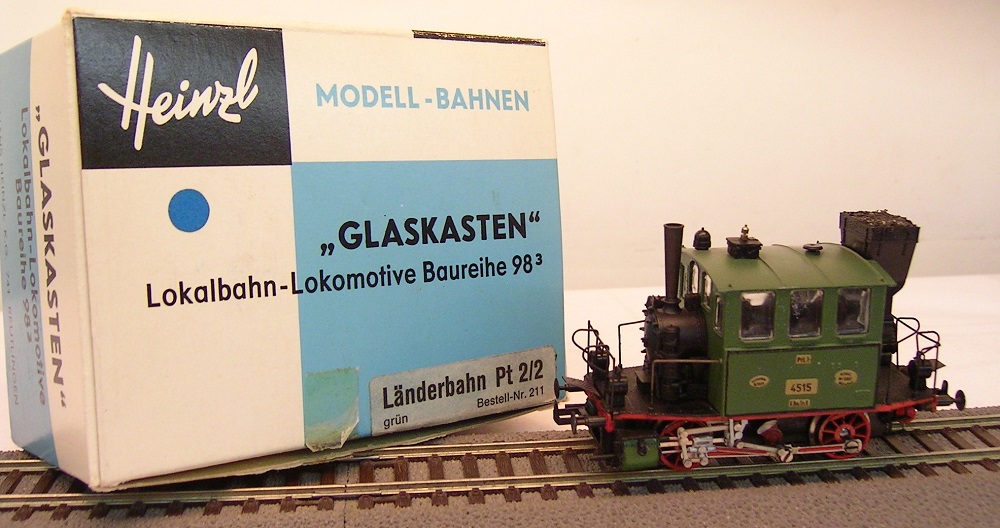 Heinzl
MODELL-BAHNEN
„GLASKASTEN“
Lokalbahn-Lokomotive Baureihe 98³
Länderbahn Pt 2/2
grün
Bestell-Nr. 211
„GLASKASTEN“
Lokalbahn-Lokomotive
Baureihe 98³
4515